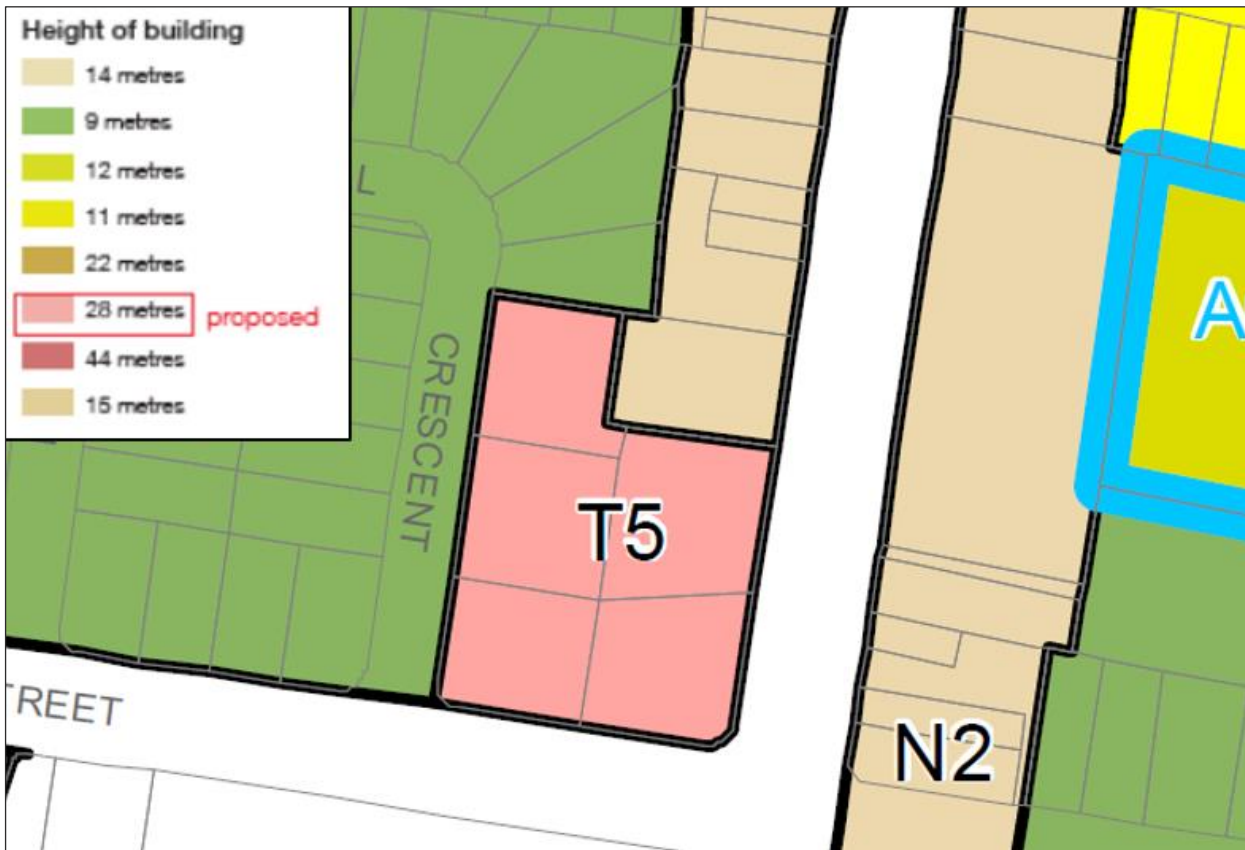 Height of building
14 metres
9 metres
12 metres
11 metres
22 metres
28 metres proposed
44 metres
15 metres
L
CRESCENT
T5
A
N2
REET